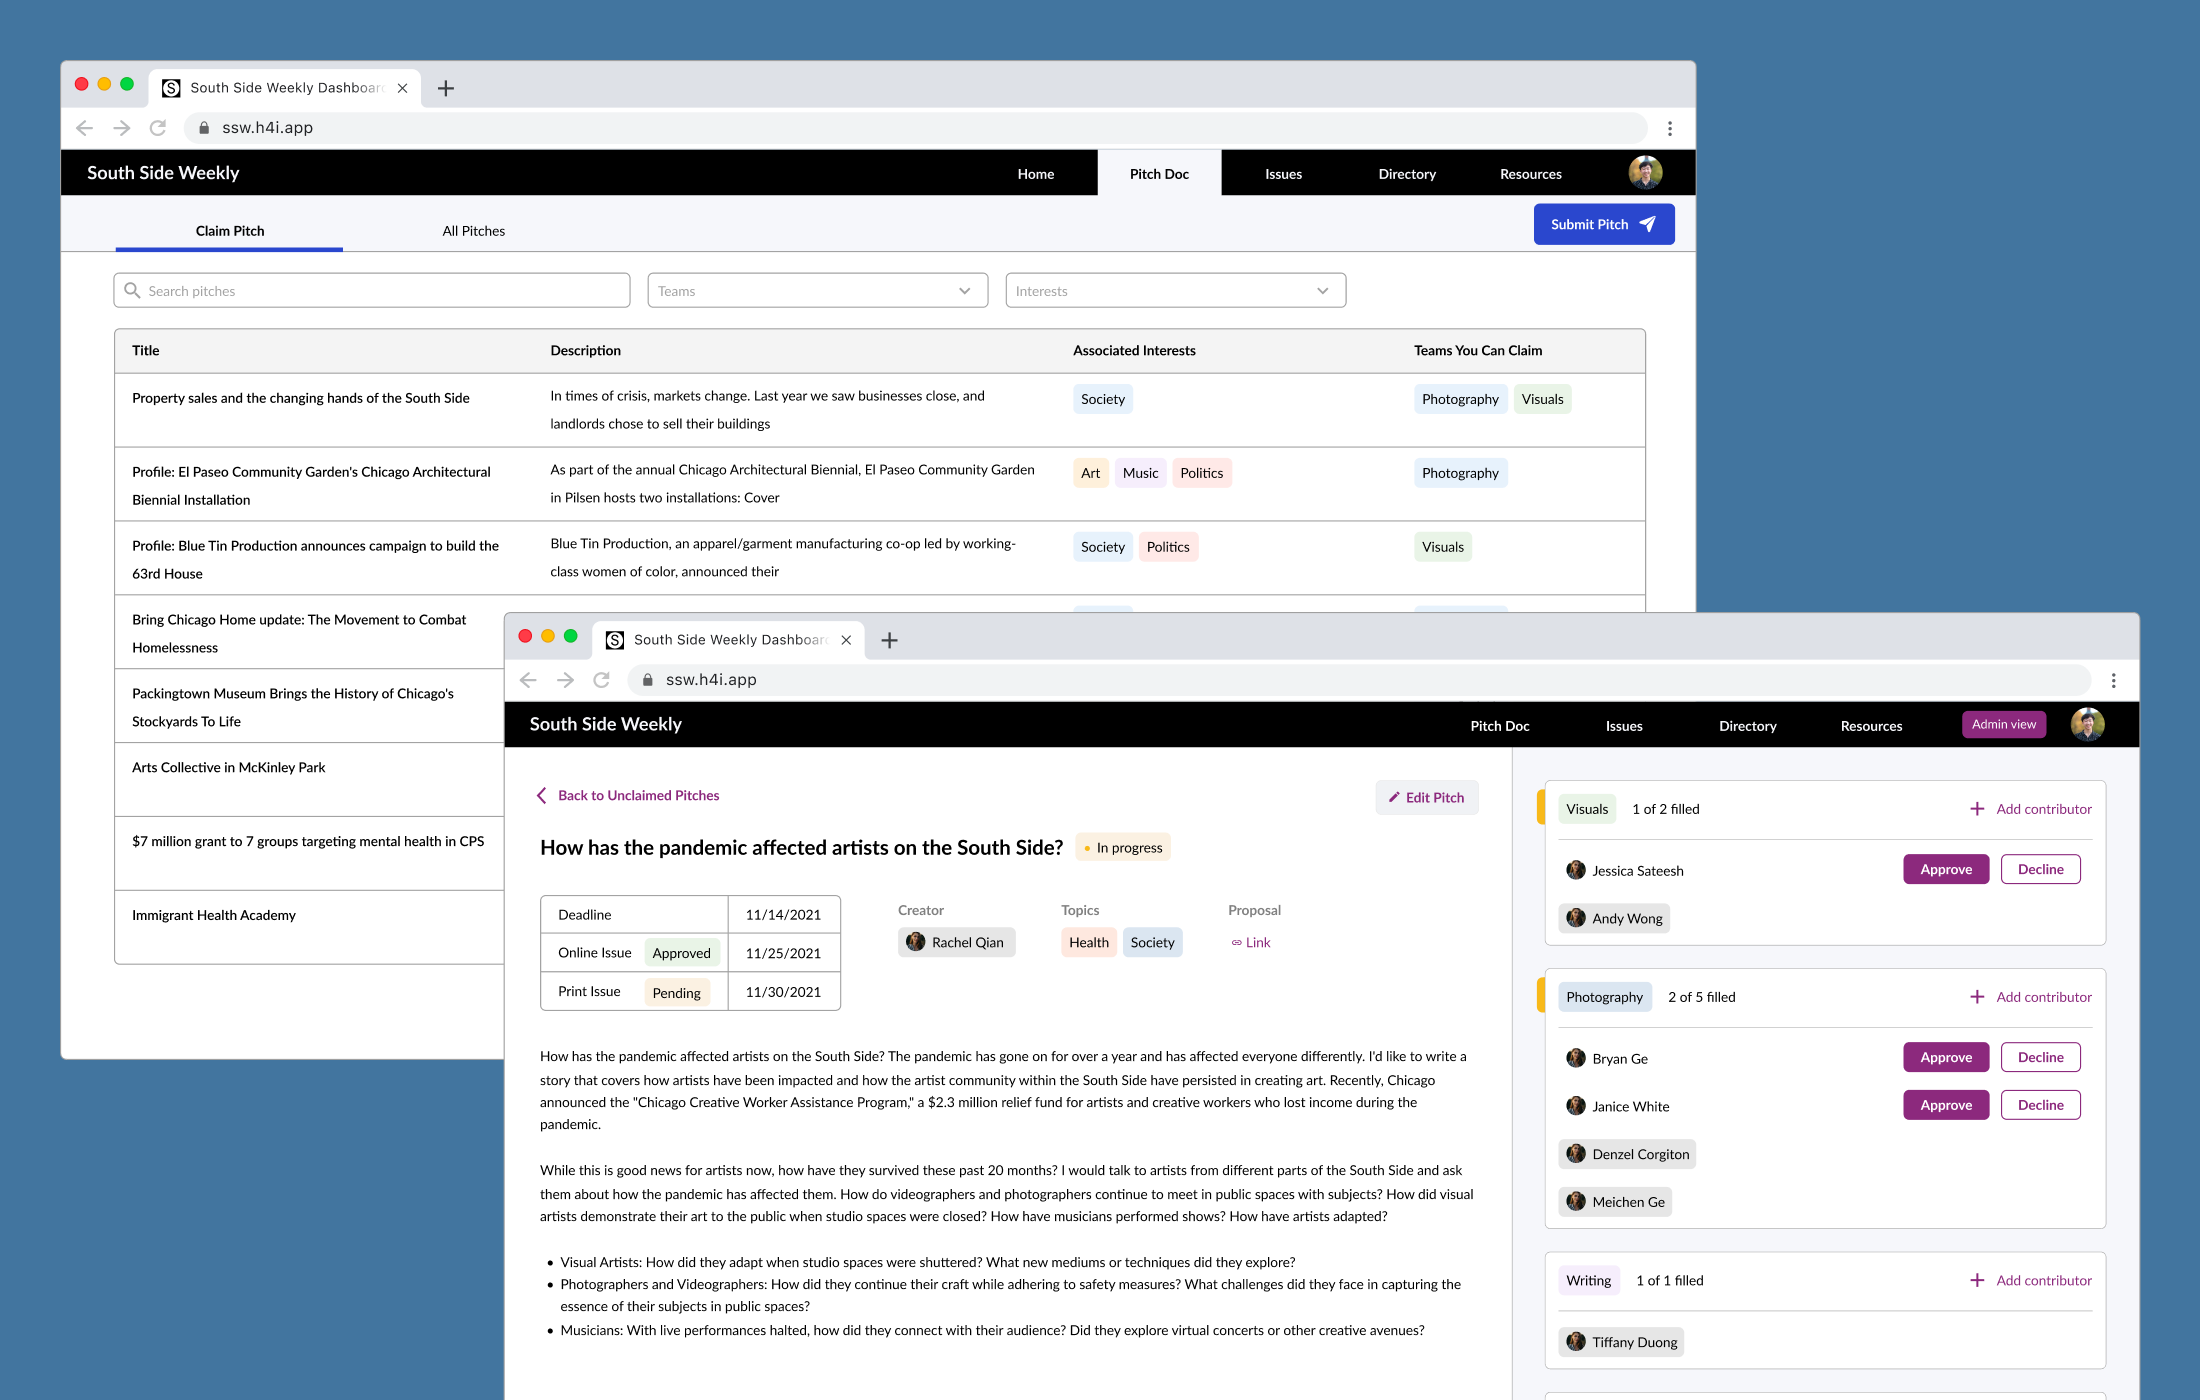 South Side Weekly Dashboar
ssw.h4i.app
South Side Weekly
Home
Pitch Doc
Issues
Directory
Resources
Claim Pitch
All Pitches
Submit Pitch
Search pitches
Teams
Interests
Title
Description
Associated Interests
Teams You Can Claim
Property sales and the changing hands of the South Side
In times of crisis, markets change. Last year we saw businesses close, and
landlords chose to sell their buildings
Society
Photography
Visuals
Profile: El Paseo Community Garden's Chicago Architectural
Biennial Installation
As part of the annual Chicago Architectural Biennial, El Paseo Community Garden
in Pilsen hosts two installations: Cover
Art
Music
Politics
Photography
Profile: Blue Tin Production announces campaign to build the
63rd House
Blue Tin Production, an apparel/garment manufacturing co-op led by working-
class women of color, announced their
Society
Politics
Visuals
Bring Chicago Home update: The Movement to Combat
Homelessness
Packingtown Museum Brings the History of Chicago's
Stockyards To Life
Arts Collective in McKinley Park
$7 million grant to 7 groups targeting mental health in CPS
Immigrant Health Academy
South Side Weekly Dashboar
ssw.h4i.app
South Side Weekly
Pitch Doc
Issues
Directory
Resources
Admin view
Back to Unclaimed Pitches
Edit Pitch
How has the pandemic affected artists on the South Side?
In progress
Deadline
11/14/2021
Online Issue
Approved
11/25/2021
Print Issue
Pending
11/30/2021
Creator
Rachel Qian
Topics
Health
Society
Proposal
Link
How has the pandemic affected artists on the South Side? The pandemic has gone on for over a year and has affected everyone differently. I'd like to write a
story that covers how artists have been impacted and how the artist community within the South Side have persisted in creating art. Recently, Chicago
announced the "Chicago Creative Worker Assistance Program," a $2.3 million relief fund for artists and creative workers who lost income during the
pandemic.
While this is good news for artists now, how have they survived these past 20 months? I would talk to artists from different parts of the South Side and ask
them about how the pandemic has affected them. How do videographers and photographers continue to meet in public spaces with subjects? How did visual
artists demonstrate their art to the public when studio spaces were closed? How have musicians performed shows? How have artists adapted?
• Visual Artists: How did they adapt when studio spaces were shuttered? What new mediums or techniques did they explore?
• Photographers and Videographers: How did they continue their craft while adhering to safety measures? What challenges did they face in capturing the
essence of their subjects in public spaces?
• Musicians: With live performances halted, how did they connect with their audience? Did they explore virtual concerts or other creative avenues?
Visuals
1 of 2 filled
Add contributor
Jessica Sateesh
Approve
Decline
Andy Wong
Photography
2 of 5 filled
Add contributor
Bryan Ge
Approve
Decline
Janice White
Approve
Decline
Denzel Corgiton
Meichen Ge
Writing
1 of 1 filled
Add contributor
Tiffany Duong